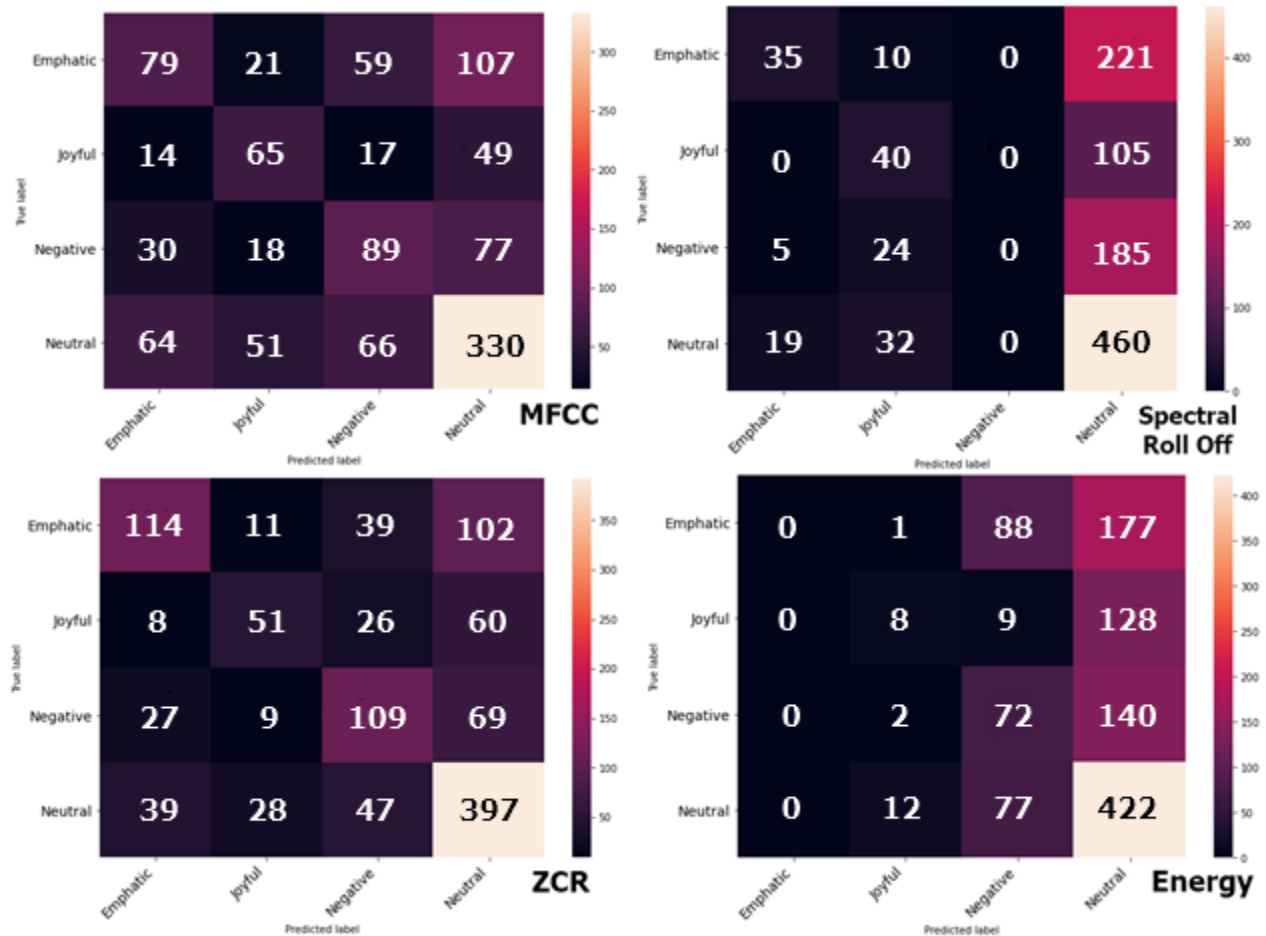 Emphatic 79 21 59 107
300
250
Joyful 14 65 17 49
200
True label
150
Negative 30 18 89 77
100
Neutral 64 51 66 330
50
Emphatic Joyful Negative Neutral
MFCC
Predicted label
Emphatic 35 10 0 221
400
Joyful 0 40 0 105
300
True label
200
Negative 5 24 0 185
100
Neutral 19 32 0 460
0
Emphatic Joyful Negative Neutral
Spectral
Roll Off
Predicted label
Emphatic 114 11 39 102
350
300
Joyful 8 51 26 60
250
True label
200
Negative 27 9 109 69
150
100
Neutral 39 28 47 397
50
Emphatic Joyful Negative Neutral
ZCR
Predicted label
Emphatic 0 1 88 177
400
350
Joyful 0 8 9 128
300
250
True label
200
Negative 0 2 72 140
150
100
Neutral 0 12 77 422
50
0
Emphatic Joyful Negative Neutral
Energy
Predicted label